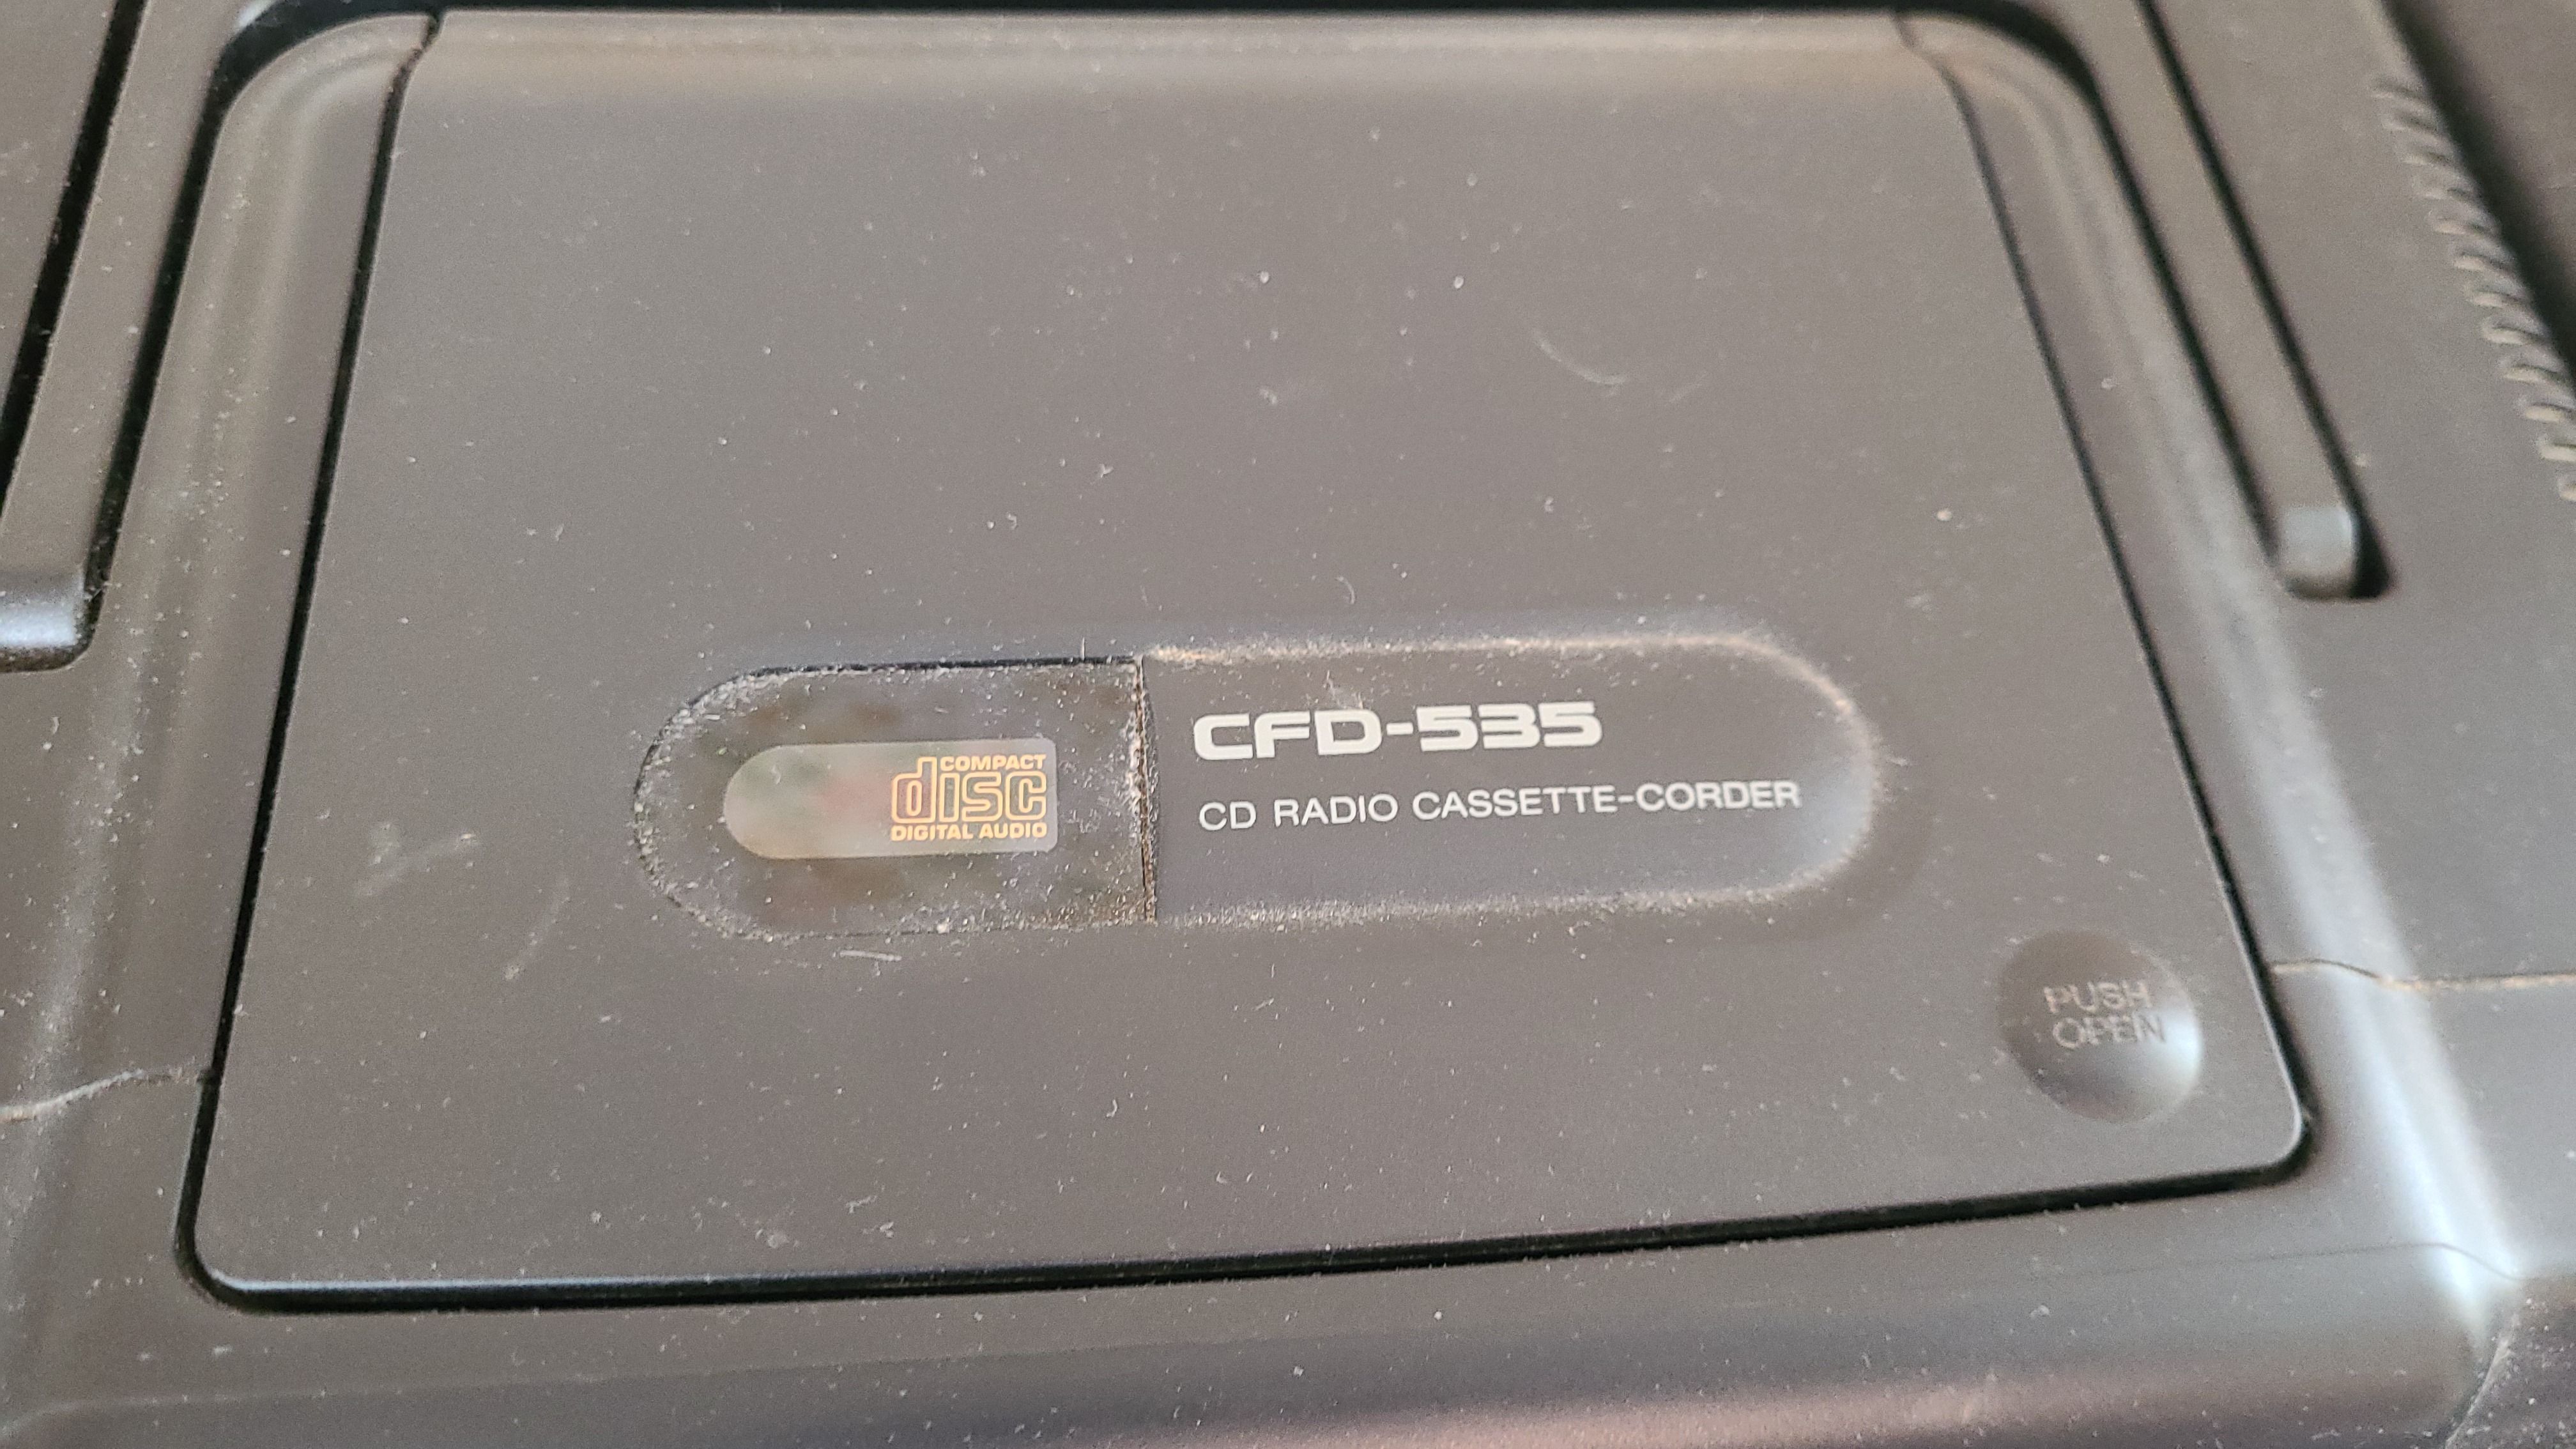 COMPACT
disc
DIGITAL AUDIO
CFD-535
CD RADIO CASSETTE-CORDER
PUSH
OPEN